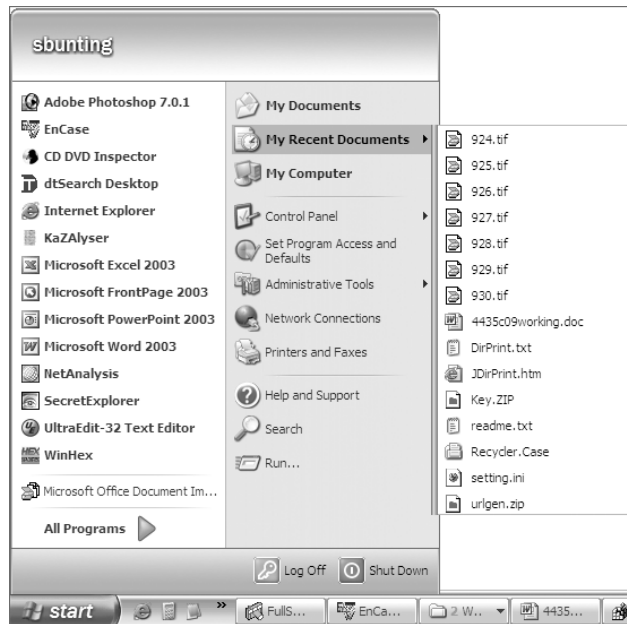 sbunting
Adobe Photoshop 7.0.1
EnCase
CD DVD Inspector
dtSearch Desktop
Internet Explorer
KaZAlyser
Microsoft Excel 2003
Microsoft FrontPage 2003
Microsoft PowerPoint 2003
Microsoft Word 2003
NetAnalysis
SecretExplorer
UltraEdit-32 Text Editor
WinHex
Microsoft Office Document Im...
All Programs
My Documents
My Recent Documents
My Computer
Control Panel
Set Program Access and
Defaults
Administrative Tools
Network Connections
Printers and Faxes
Help and Support
Search
Run...
924.tif
925.tif
926.tif
927.tif
928.tif
929.tif
930.tif
4435c09working.doc
DirPrint.txt
JDirPrint.htm
Key.ZIP
readme.txt
Recycler.Case
setting.ini
urlgen.zip
Log Off
Shut Down
start
»
FullS...
EnCa...
2 W..
4435...